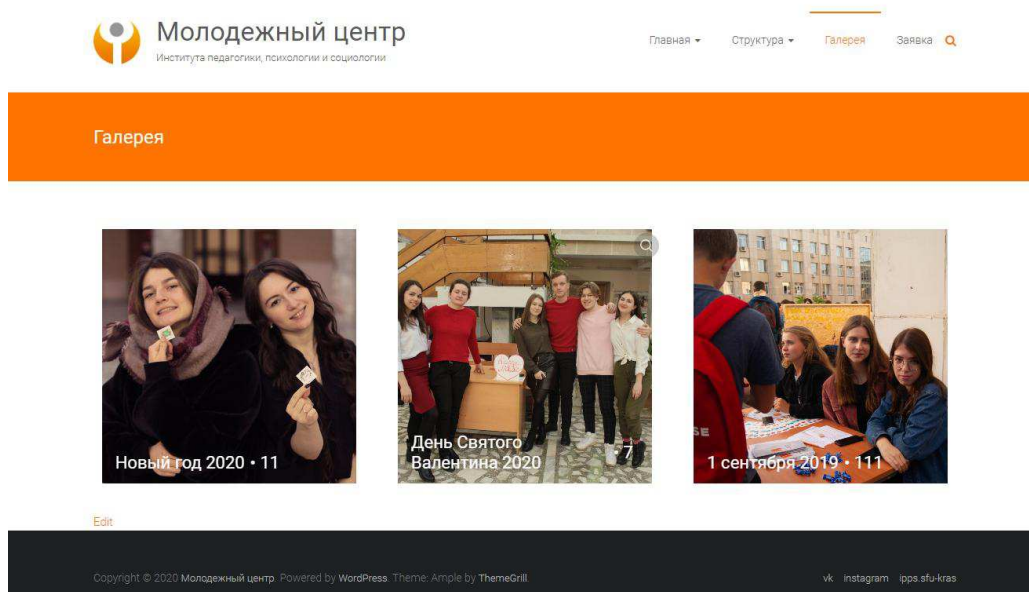 Молодежный центр
Института педагогики, психологии и социологии
Главная Структура Галерея Заявка
Галерея
Новый год 2020 • 11
День Святого
Валентина 2020
7
1 сентября 2019 • 111
Edit
Copyright © 2020 Молодежный центр. Powered by WordPress. Theme: Ample by ThemeGrill.
vk instagram ipps.sfu-kras